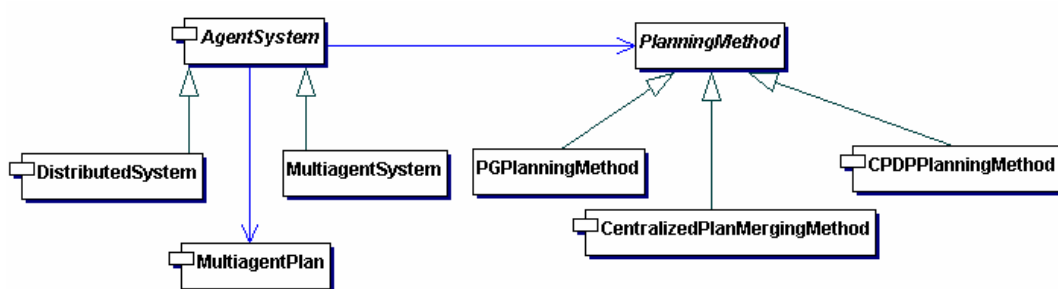 AgentSystem
PlanningMethod
DistributedSystem
MultiagentSystem
PGPlanningMethod
CPDPPlanningMethod
CentralizedPlanMergingMethod
MultiagentPlan